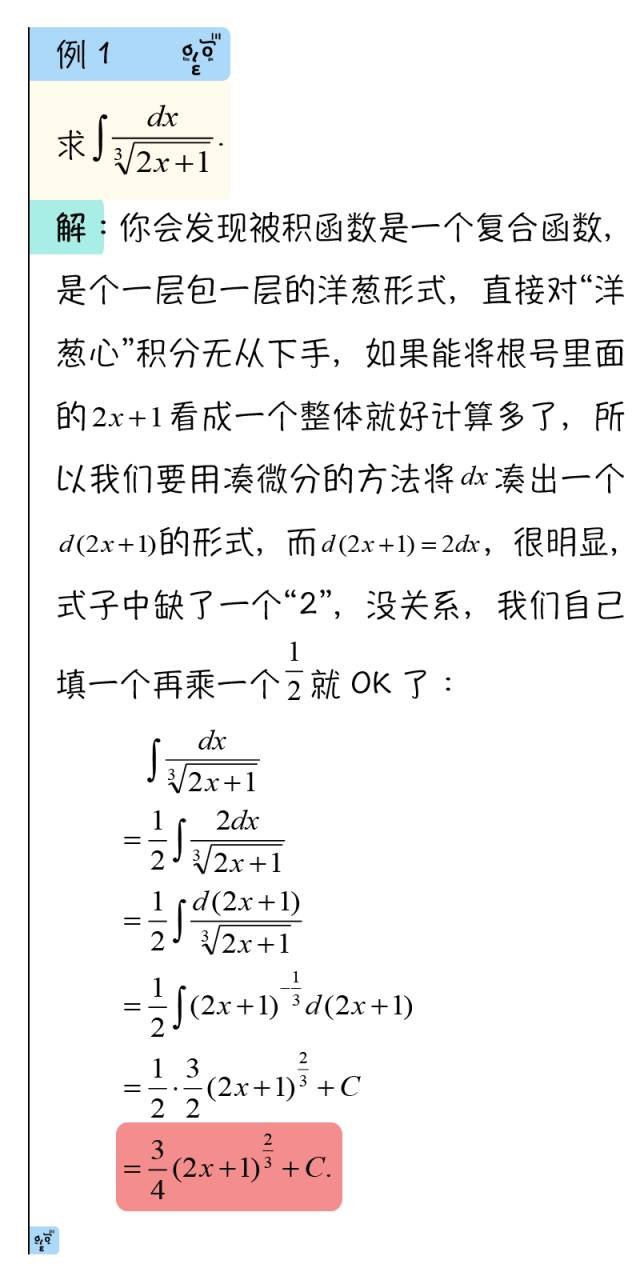 例 1
求∫dx/∛(2x+1).
解：你会发现被积函数是一个复合函数,
是个一层包一层的洋葱形式，直接对“洋
葱心”积分无从下手，如果能将根号里面
的2x+1看成一个整体就好计算多了，所
以我们要用凑微分的方法将dx凑出一个
d(2x+1)的形式，而d(2x+1)=2dx，很明显,
式子中缺了一个“2”，没关系，我们自己
填一个再乘一个1/2就 OK 了：
∫dx/∛(2x+1)
=1/2∫2dx/∛(2x+1)
=1/2∫d(2x+1)/∛(2x+1)
=1/2∫(2x+1)^(-1/3)d(2x+1)
=1/2·3/2(2x+1)^(2/3)+C
=3/4(2x+1)^(2/3)+C.